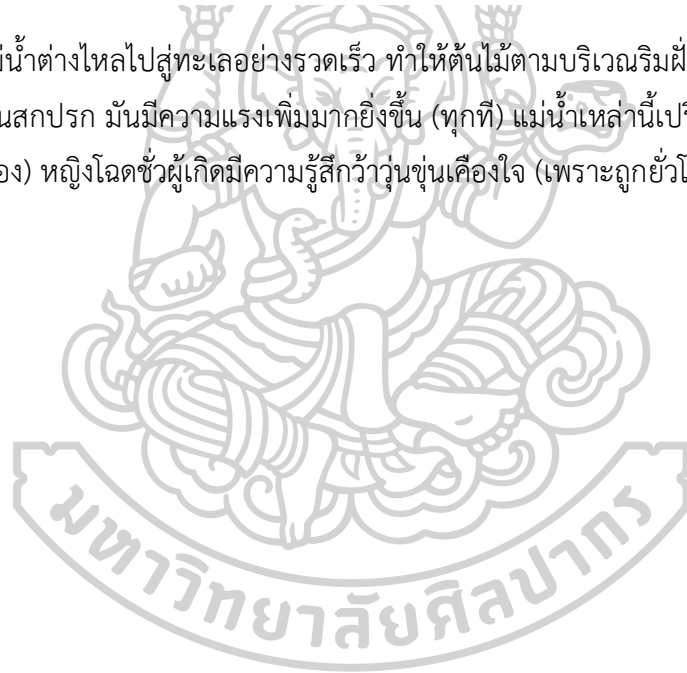 น้ำต่างไหลไปสู่ทะเลอย่างรวดเร็ว ทำให้ต้นไม้ตามบริเวณริมฝั่
นสกปรก มันมีความแรงเพิ่มมากยิ่งขึ้น (ทุกที) แม่น้ำเหล่านี้เปรี
อง) หญิงโฉดชั่วผู้เกิดมีความรู้สึกว้าวุ่นขุ่นเคืองใจ (เพราะถูกยั่วโ
มหาวิทยาลัยศิลปากร